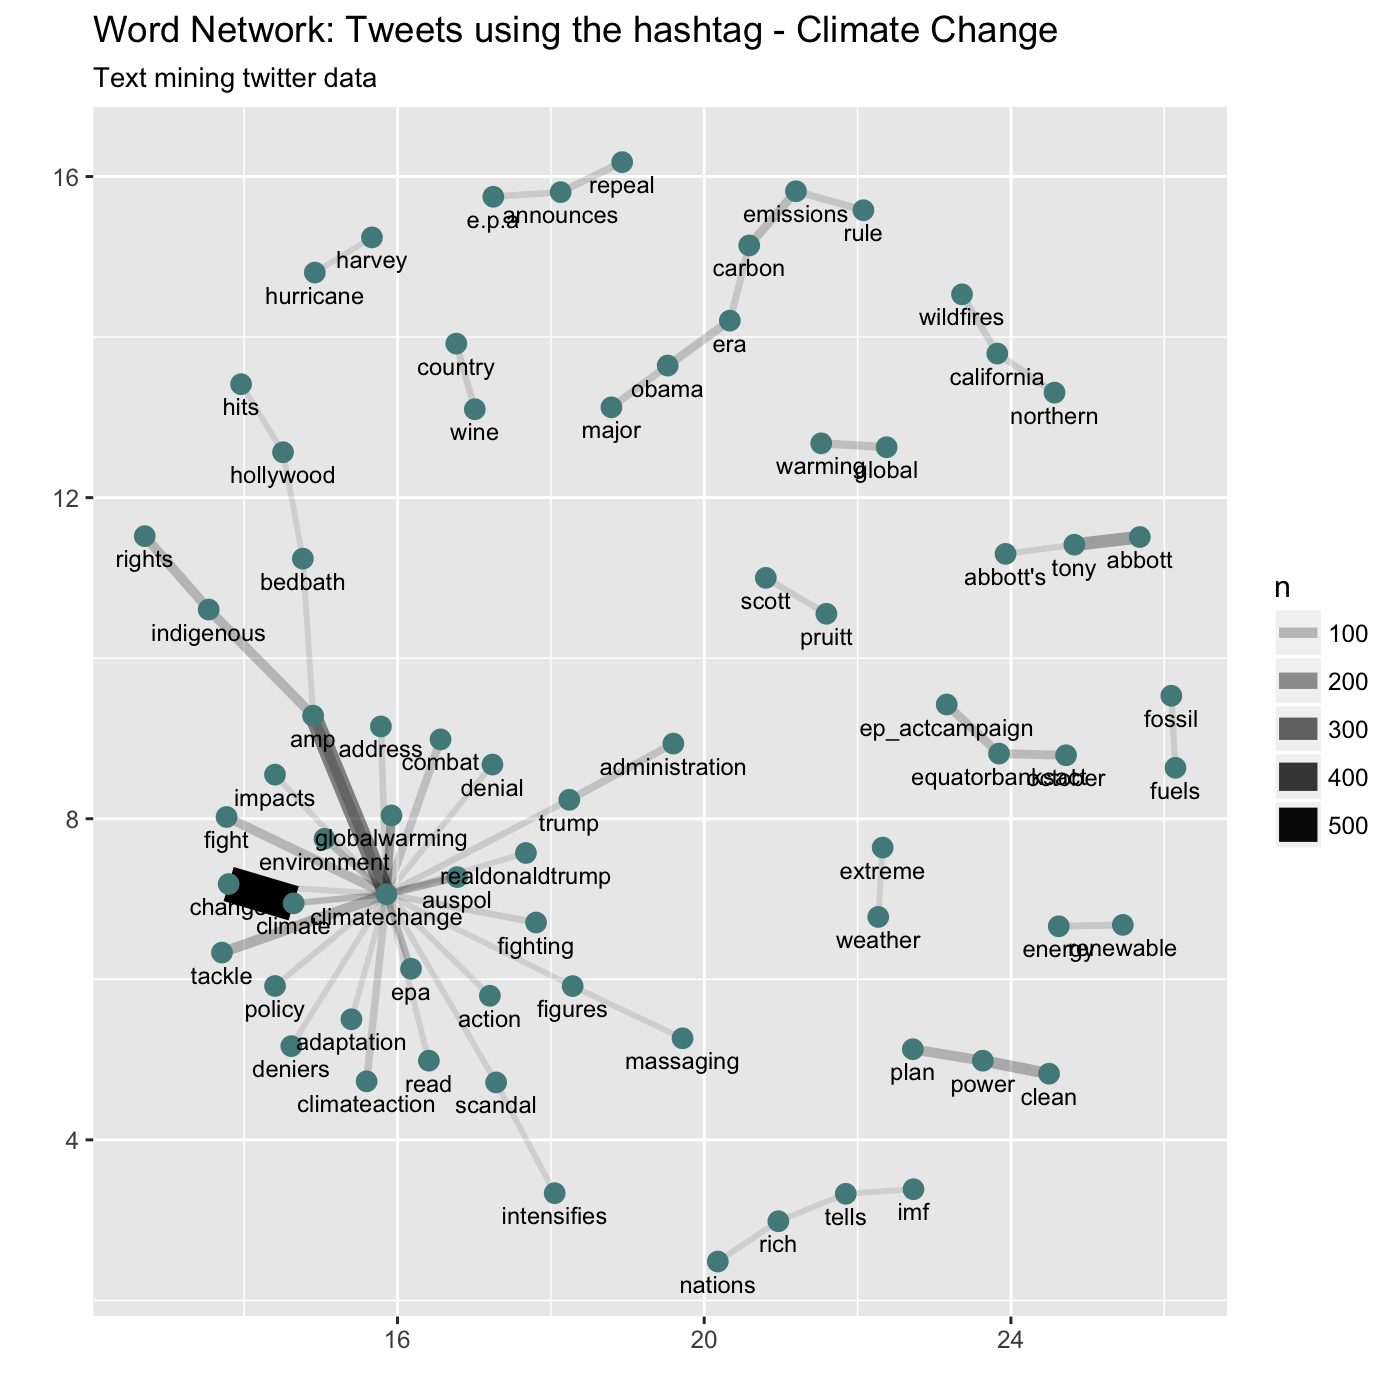 Word Network: Tweets using the hashtag - Climate Change
Text mining twitter data
16
12
8
4
16
20
24
repeal
e.p.a
announces
emissions
rule
harvey
carbon
hurricane
wildfires
era
country
california
obama
hits
northern
major
wine
warming
global
hollywood
rights
abbott
tony
abbott's
bedbath
scott
indigenous
pruitt
fossil
ep_actcampaign
amp
address
combat
administration
equatorbanksact
october
denial
fuels
impacts
trump
fight
globalwarming
environment
extreme
realdonaldtrump
auspol
change
climate
climatechange
weather
fighting
energy
renewable
tackle
epa
policy
action
figures
adaptation
massaging
deniers
plan
power
clean
read
climateaction
scandal
intensifies
tells
imf
rich
nations
n
100
200
300
400
500